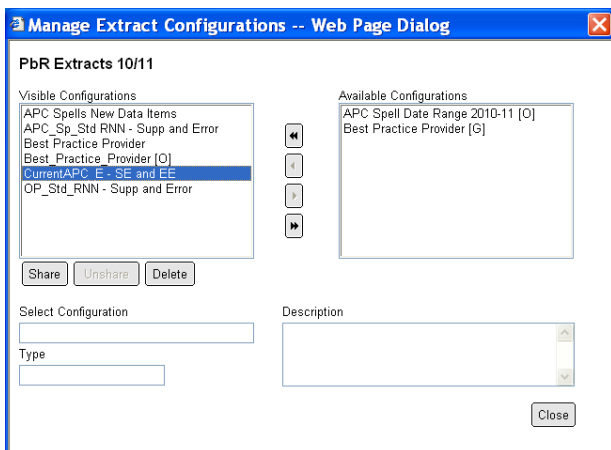 Manage Extract Configurations -- Web Page Dialog
PbR Extracts 10/11
Visible Configurations
APC Spells New Data Items
APC_Sp_Std RNN - Supp and Error
Best Practice Provider
Best_Practice_Provider [O]
CurrentAPC_E - SE and EE
OP_Std_RNN - Supp and Error
Available Configurations
APC Spell Date Range 2010-11 [O]
Best Practice Provider [G]
Share Unshare Delete
Select Configuration
Type
Description
Close